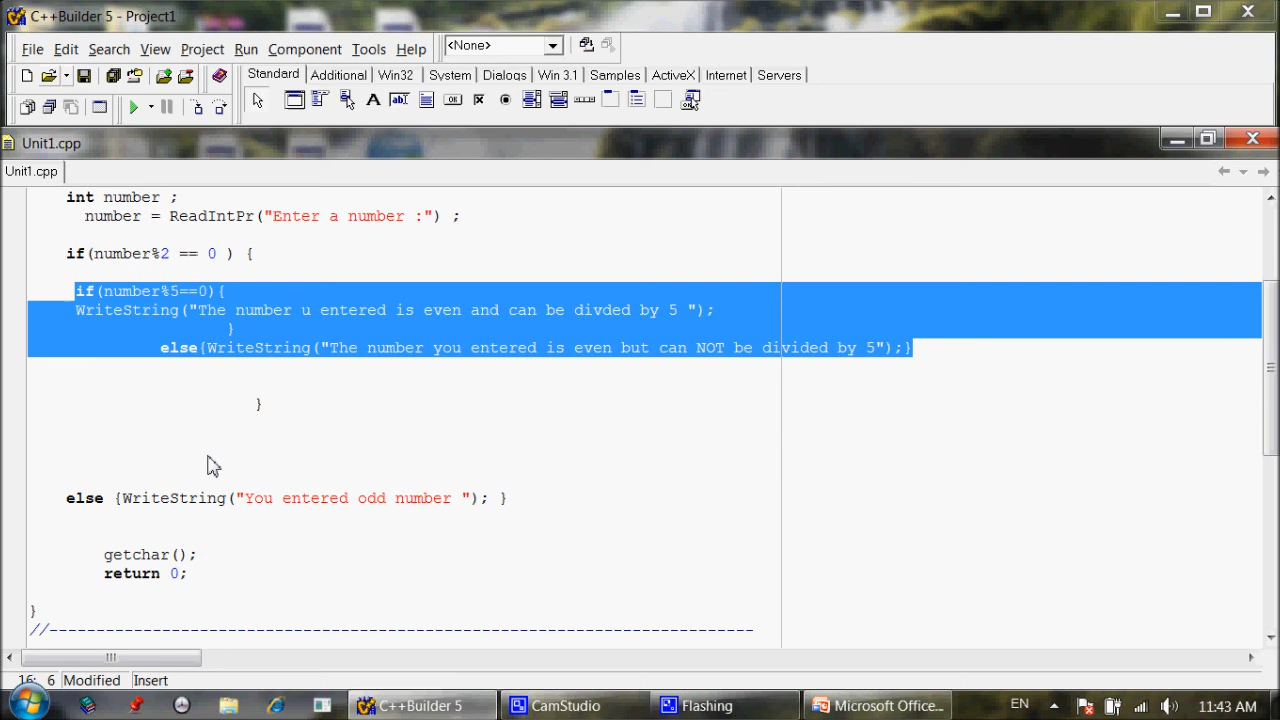 C++Builder 5 - Project1
File Edit Search View Project Run Component Tools Help <None>
Standard Additional Win32 System Dialogs Win 3.1 Samples ActiveX Internet Servers
Unit1.cpp
Unit1.cpp
int number ;
number = ReadIntPr("Enter a number :") ;
if(number%2 == 0 ) {
if(number%5==0){
WriteString("The number u entered is even and can be divded by 5 ");
}
else{WriteString("The number you entered is even but can NOT be divided by 5");}
}
else {WriteString("You entered odd number "); }
getchar();
return 0;
}
//---------------------------------------------------------------------------
16: 6 Modified Insert
C++Builder 5 CamStudio Flashing Microsoft Office... EN 11:43 AM